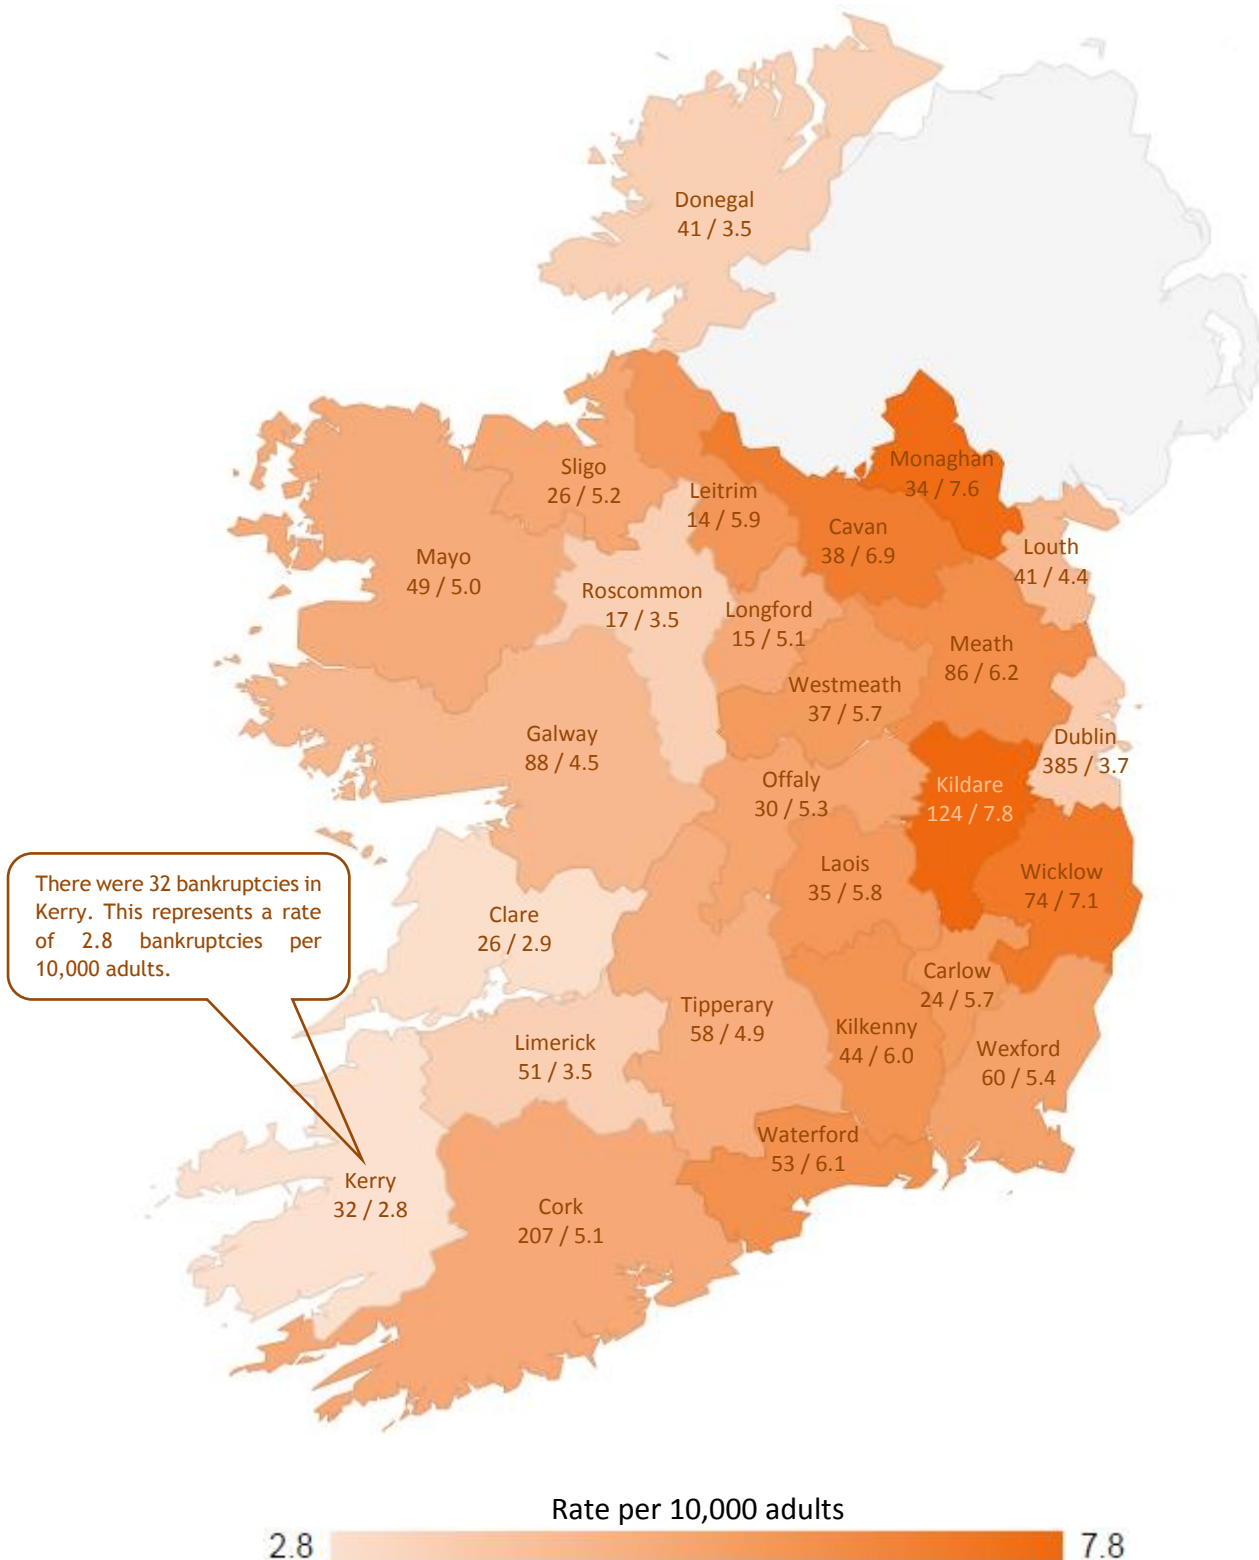 Donegal
41 / 3.5
Monaghan
34 / 7.6
Sligo
26 / 5.2
Leitrim
14 / 5.9
Cavan
38 / 6.9
Louth
41 / 4.4
Mayo
49 / 5.0
Roscommon
17 / 3.5
Longford
15 / 5.1
Meath
86 / 6.2
Westmeath
37 / 5.7
Galway
88 / 4.5
Dublin
385 / 3.7
Offaly
30 / 5.3
Kildare
124 / 7.8
Laois
35 / 5.8
Wicklow
74 / 7.1
There were 32 bankruptcies in
Kerry. This represents a rate
of 2.8 bankruptcies per
10,000 adults.
Clare
26 / 2.9
Carlow
24 / 5.7
Tipperary
58 / 4.9
Kilkenny
44 / 6.0
Limerick
51 / 3.5
Wexford
60 / 5.4
Waterford
53 / 6.1
Kerry
32 / 2.8
Cork
207 / 5.1
Rate per 10,000 adults
2.8
7.8